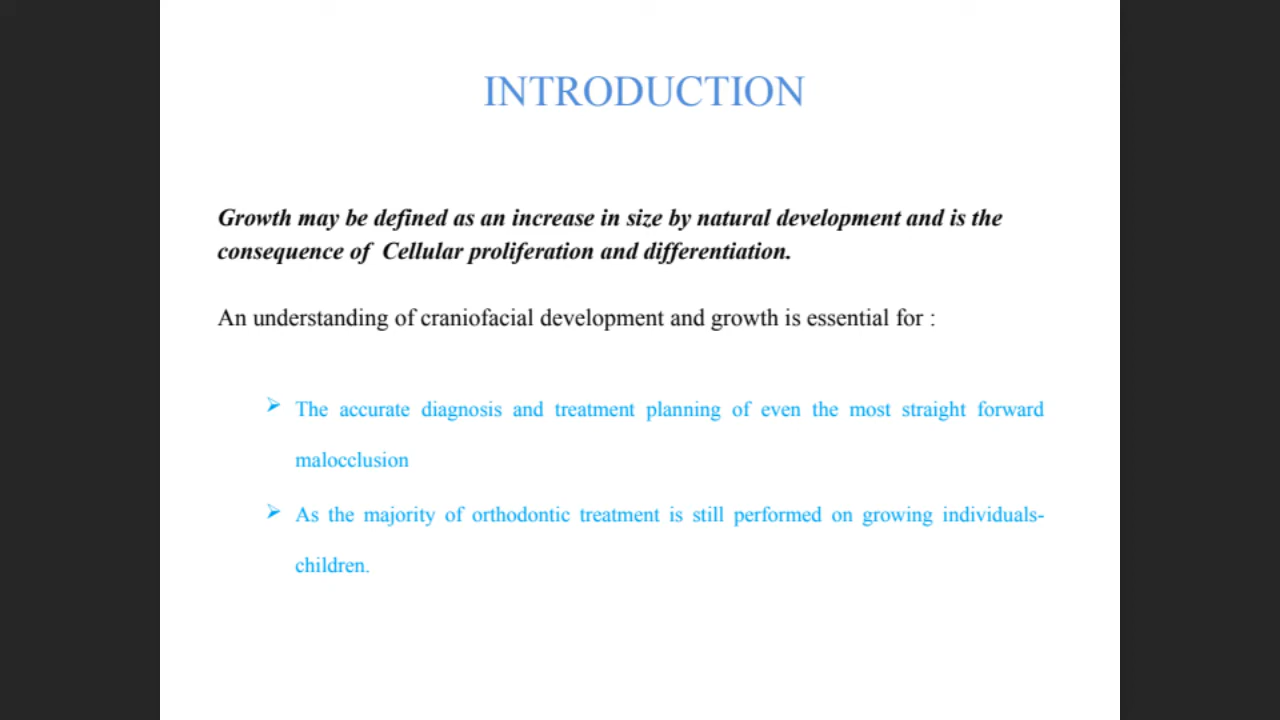 INTRODUCTION
Growth may be defined as an increase in size by natural development and is the
consequence of  Cellular proliferation and differentiation.
An understanding of craniofacial development and growth is essential for :
➢ The accurate diagnosis and treatment planning of even the most straight forward
malocclusion
➢ As the majority of orthodontic treatment is still performed on growing individuals-
children.